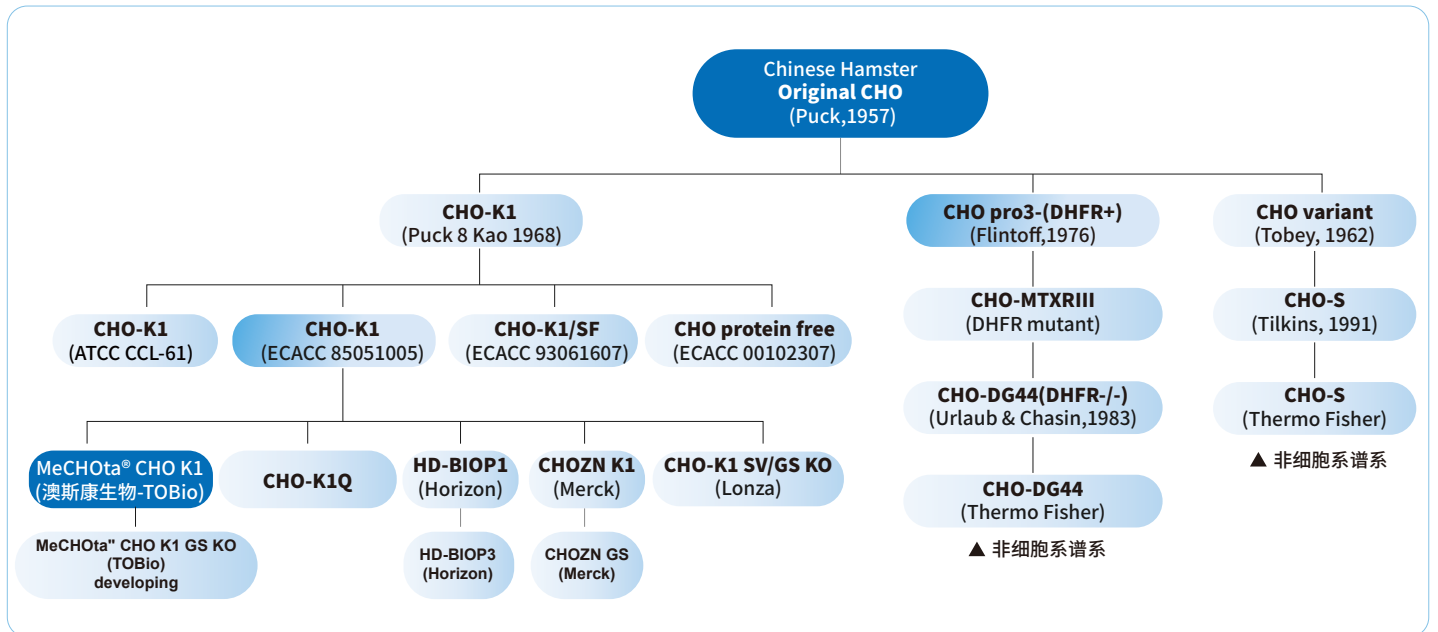 Chinese Hamster
Original CHO
(Puck,1957)
CHO-K1
(Puck 8 Kao 1968)
CHO pro3-(DHFR+)
(Flintoff,1976)
CHO variant
(Tobey, 1962)
CHO-K1
(ATCC CCL-61)
CHO-K1
(ECACC 85051005)
CHO-K1/SF
(ECACC 93061607)
CHO protein free
(ECACC 00102307)
CHO-MTXRIII
(DHFR mutant)
CHO-S
(Tilkins, 1991)
CHO-DG44(DHFR-/-)
(Urlaub & Chasin,1983)
CHO-S
(Thermo Fisher)
▲ 非细胞系谱系
MeCHOta® CHO K1
(澳斯康生物-TOBio)
CHO-K1Q
HD-BIOP1
(Horizon)
CHOZN K1
(Merck)
CHO-K1 SV/GS KO
(Lonza)
CHO-DG44
(Thermo Fisher)
▲ 非细胞系谱系
MeCHOta" CHO K1 GS KO
(TOBio)
developing
HD-BIOP3
(Horizon)
CHOZN GS
(Merck)